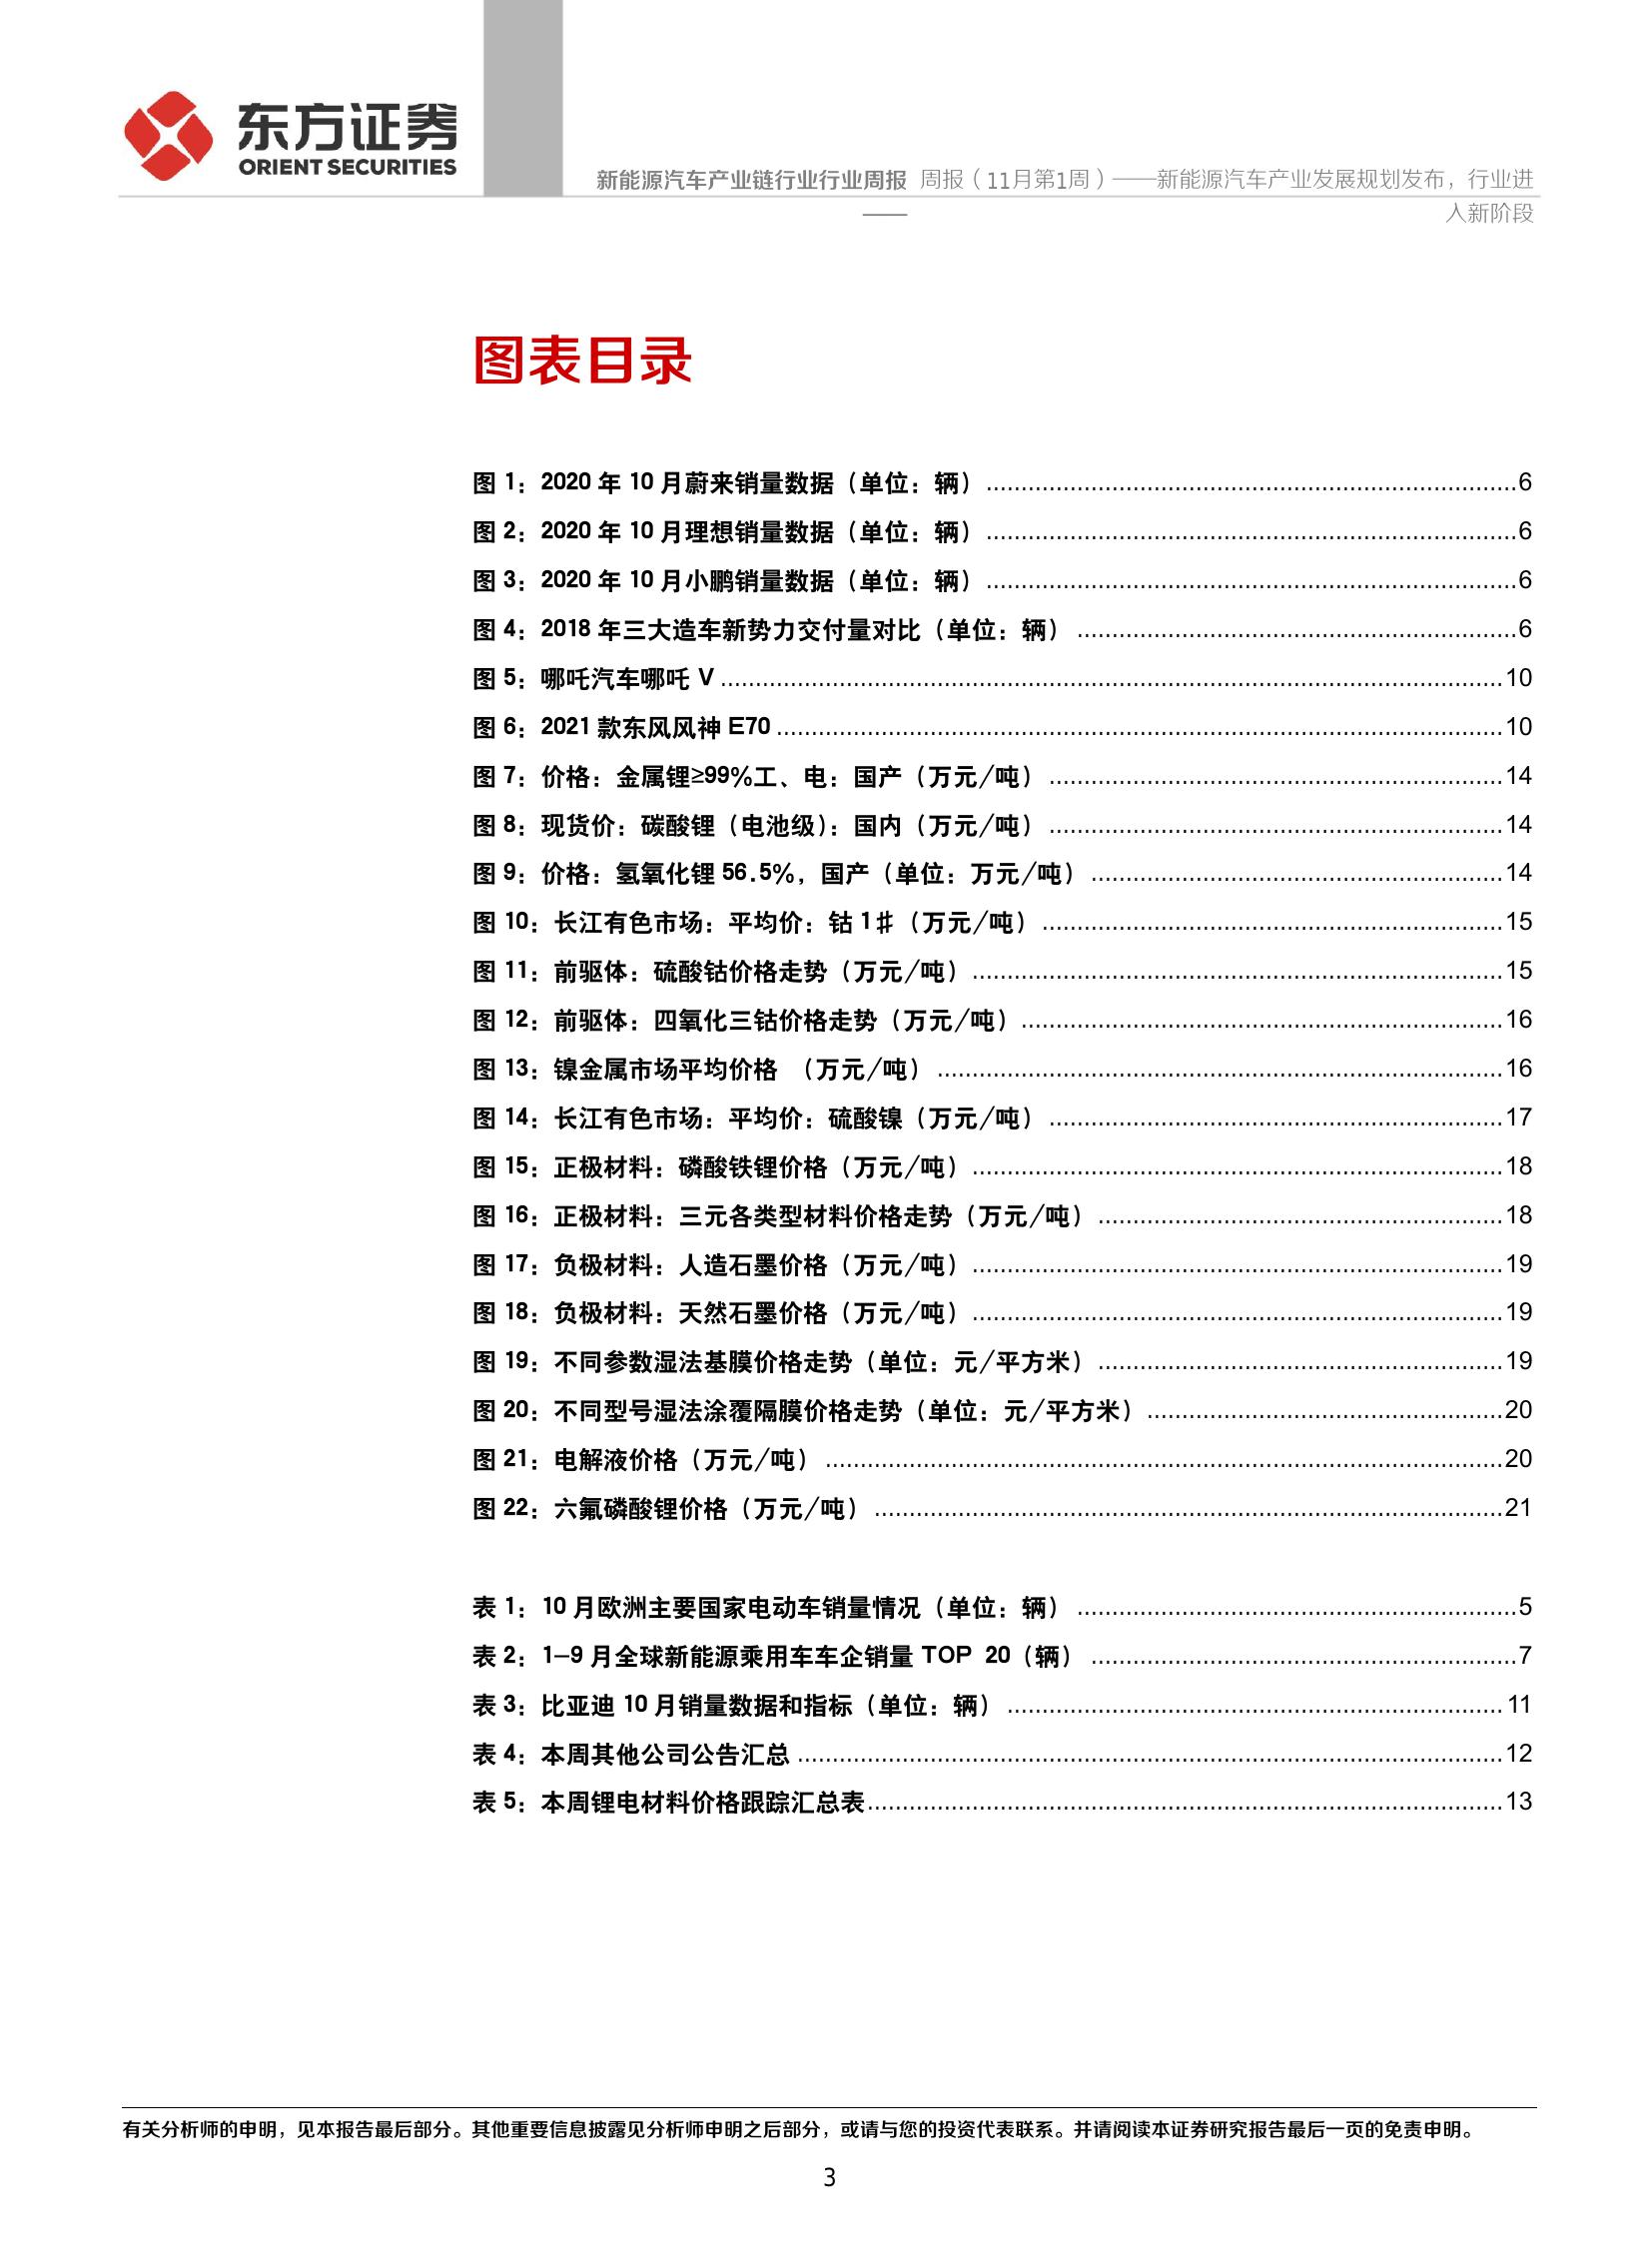 东方证券
ORIENT SECURITIES
新能源汽车产业链行业行业周报 周报（11月第1周）——新能源汽车产业发展规划发布，行业进
——
入新阶段
图表目录
图 1：2020 年 10 月蔚来销量数据（单位：辆）................................6
图 2：2020 年 10 月理想销量数据（单位：辆）................................6
图 3：2020 年 10 月小鹏销量数据（单位：辆）................................6
图 4：2018 年三大造车新势力交付量对比（单位：辆）................................6
图 5：哪吒汽车哪吒 V................................10
图 6：2021 款东风风神 E70................................10
图 7：价格：金属锂≥99%工、电：国产（万元/吨）................................14
图 8：现货价：碳酸锂（电池级）：国内（万元/吨）................................14
图 9：价格：氢氧化锂 56.5%，国产（单位：万元/吨）................................14
图 10：长江有色市场：平均价：钴 1#（万元/吨）................................15
图 11：前驱体：硫酸钴价格走势（万元/吨）................................15
图 12：前驱体：四氧化三钴价格走势（万元/吨）................................16
图 13：镍金属市场平均价格 （万元/吨）................................16
图 14：长江有色市场：平均价：硫酸镍（万元/吨）................................17
图 15：正极材料：磷酸铁锂价格（万元/吨）................................18
图 16：正极材料：三元各类型材料价格走势（万元/吨）................................18
图 17：负极材料：人造石墨价格（万元/吨）................................19
图 18：负极材料：天然石墨价格（万元/吨）................................19
图 19：不同参数湿法基膜价格走势（单位：元/平方米）................................19
图 20：不同型号湿法涂覆隔膜价格走势（单位：元/平方米）................................20
图 21：电解液价格（万元/吨）................................20
图 22：六氟磷酸锂价格（万元/吨）................................21
表 1：10 月欧洲主要国家电动车销量情况（单位：辆）................................5
表 2：1-9 月全球新能源乘用车车企销量 TOP 20（辆）................................7
表 3：比亚迪 10 月销量数据和指标（单位：辆）................................11
表 4：本周其他公司公告汇总................................12
表 5：本周锂电材料价格跟踪汇总表................................13
有关分析师的申明，见本报告最后部分。其他重要信息披露见分析师申明之后部分，或请与您的投资代表联系。并请阅读本证券研究报告最后一页的免责申明。
3